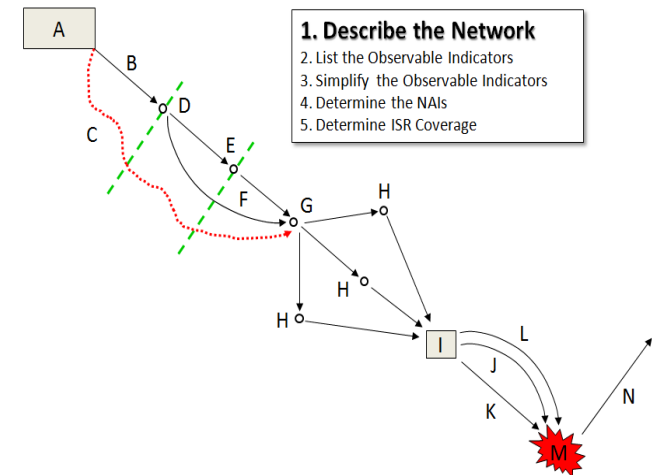 A
1. Describe the Network
2. List the Observable Indicators
3. Simplify the Observable Indicators
4. Determine the NAIs
5. Determine ISR Coverage
B
D
C
E
F
G
H
H
H
I
L
J
K
N
M